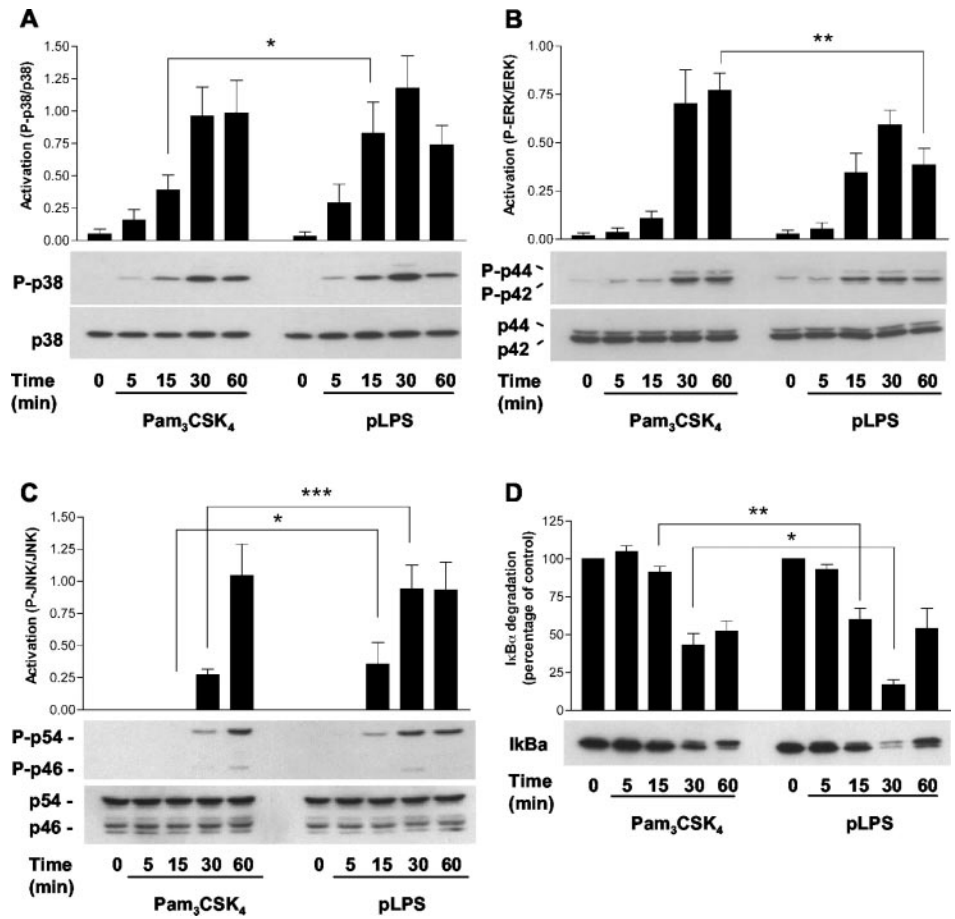 A
B
1.50
1.25
1.00
0.75
0.50
0.25
0.00
Activation (P-p38/p38)
*
P-p38
p38
Time 0 5 15 30 60 5 15 30 60
(min)
Pam₃CSK₄ pLPS
1.00
0.75
0.50
0.25
0.00
Activation (P-ERK/ERK)
**
P-p44
P-p42
p44
p42
Time 0 5 15 30 60 0 5 15 30 60
(min)
Pam₃CSK₄ pLPS
C
D
1.50
1.25
1.00
0.75
0.50
0.25
0.00
Activation (P-JNK/JNK)
***
*
P-p54 -
P-p46 -
p54 -
p46 -
Time 0 5 15 30 60 0 5 15 30 60
(min)
Pam₃CSK₄ pLPS
125
100
75
50
25
0
IκBα degradation
(percentage of control)
**
*
IkBa
Time 0 5 15 30 60 0 5 15 30 60
(min)
Pam₃CSK₄ pLPS